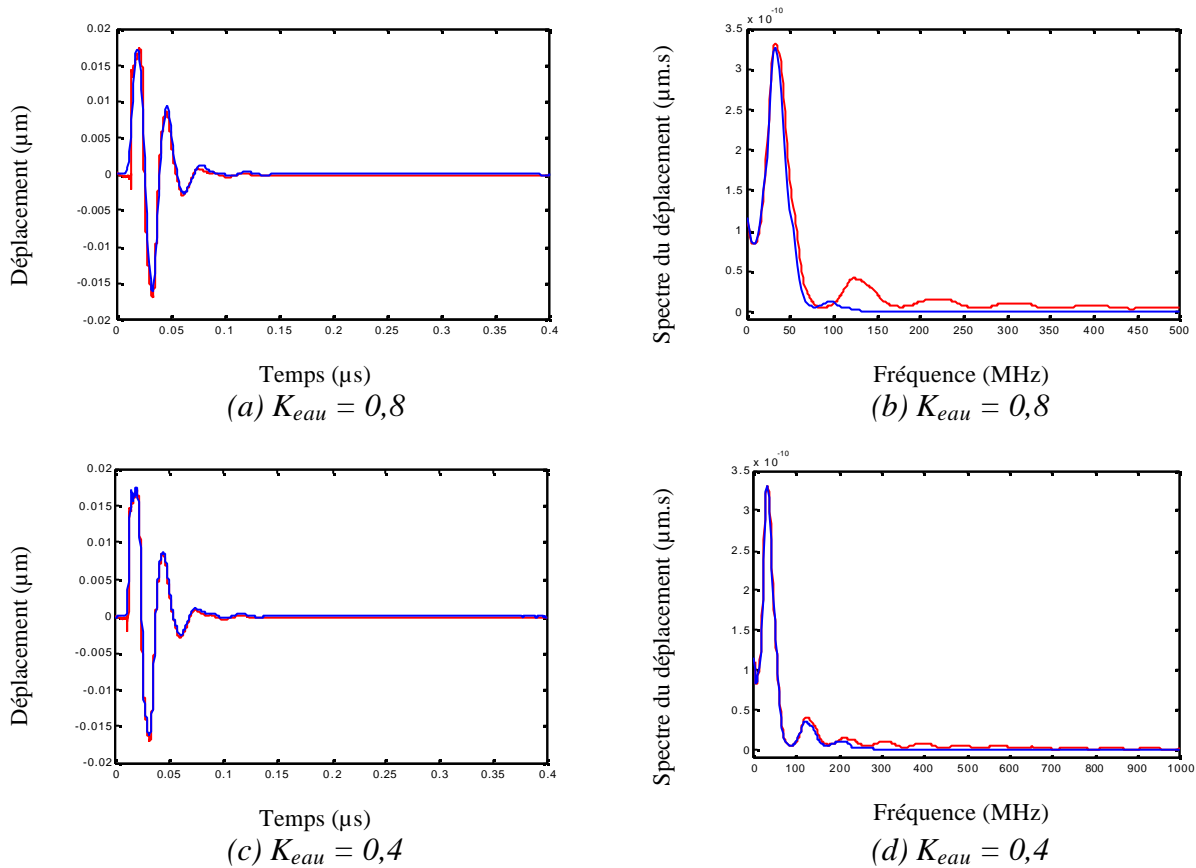 0.02
0.015
0.01
0.005
0
-0.005
-0.01
-0.015
-0.02
0 0.05 0.1 0.15 0.2 0.25 0.3 0.35 0.4
Déplacement (µm)
Temps (µs)
(a) Keau = 0,8
x 10-10
3.5
3
2.5
2
1.5
1
0.5
0
0 50 100 150 200 250 300 350 400 450 500
Spectre du déplacement (µm.s)
Fréquence (MHz)
(b) Keau = 0,8
0.02
0.015
0.01
0.005
0
-0.005
-0.01
-0.015
-0.02
0 0.05 0.1 0.15 0.2 0.25 0.3 0.35 0.4
Déplacement (µm)
Temps (µs)
(c) Keau = 0,4
x 10-10
3.5
3
2.5
2
1.5
1
0.5
0
0 100 200 300 400 500 600 700 800 900 1000
Spectre du déplacement (µm.s)
Fréquence (MHz)
(d) Keau = 0,4